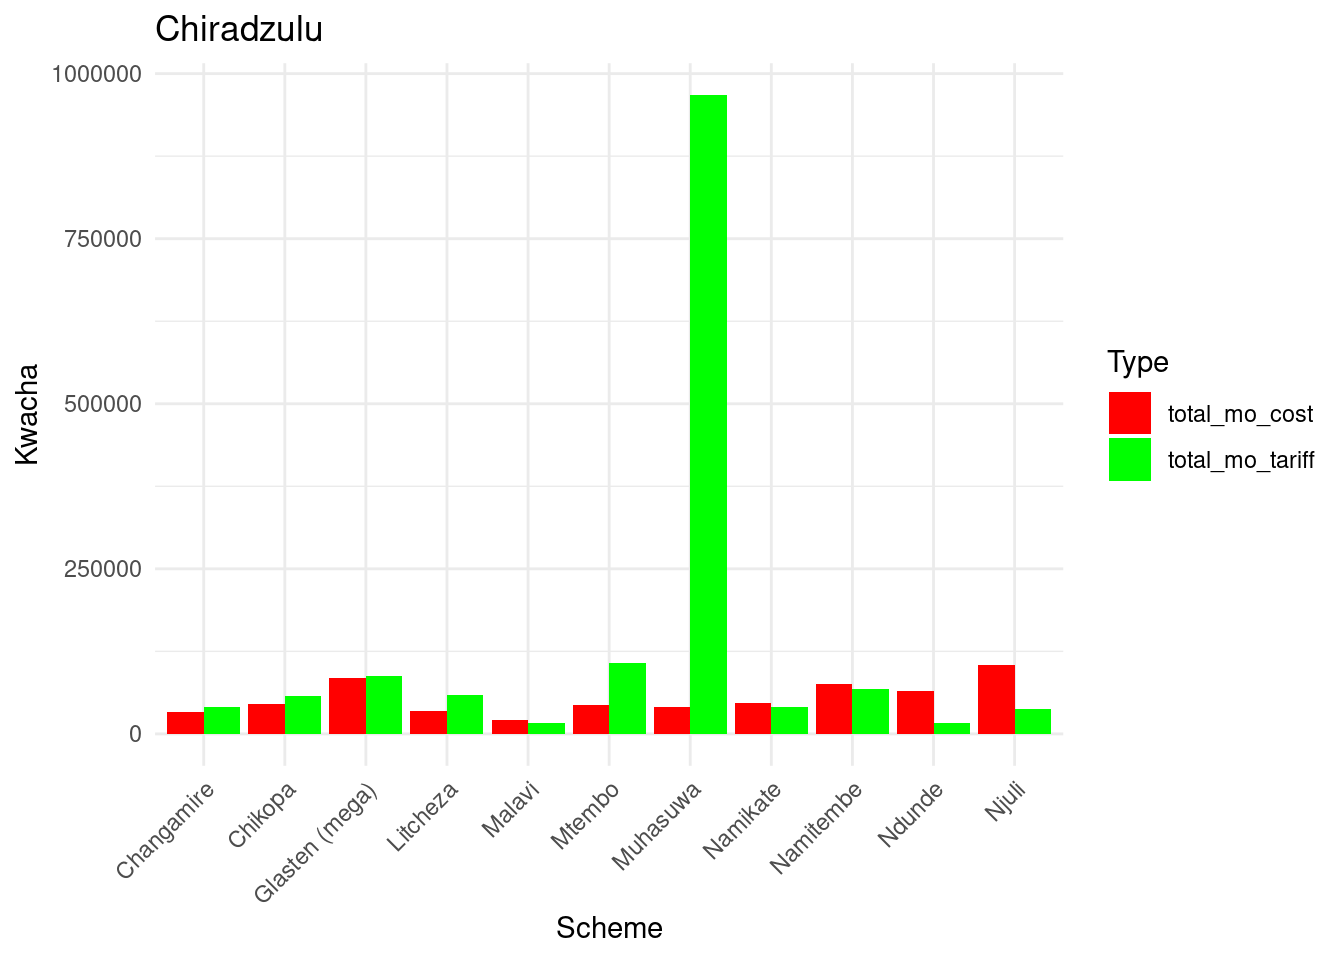 Chiradzulu
1000000
750000
500000
250000
0
Kwacha
Changamire
Chikopa
Glasten (mega)
Litcheza
Malavi
Mtembo
Muhasuwa
Namikate
Namitembe
Ndunde
Njuli
Scheme
Type
total_mo_cost
total_mo_tariff